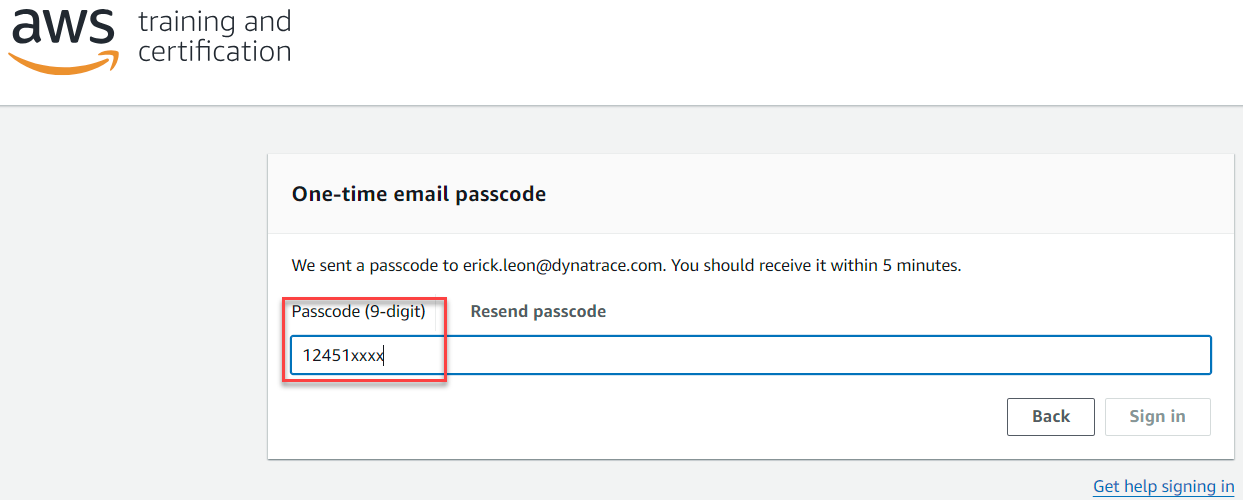 aws training and
certification
One-time email passcode
We sent a passcode to erick.leon@dynatrace.com. You should receive it within 5 minutes.
Passcode (9-digit) Resend passcode
12451xxxx
Back Sign in
Get help signing in